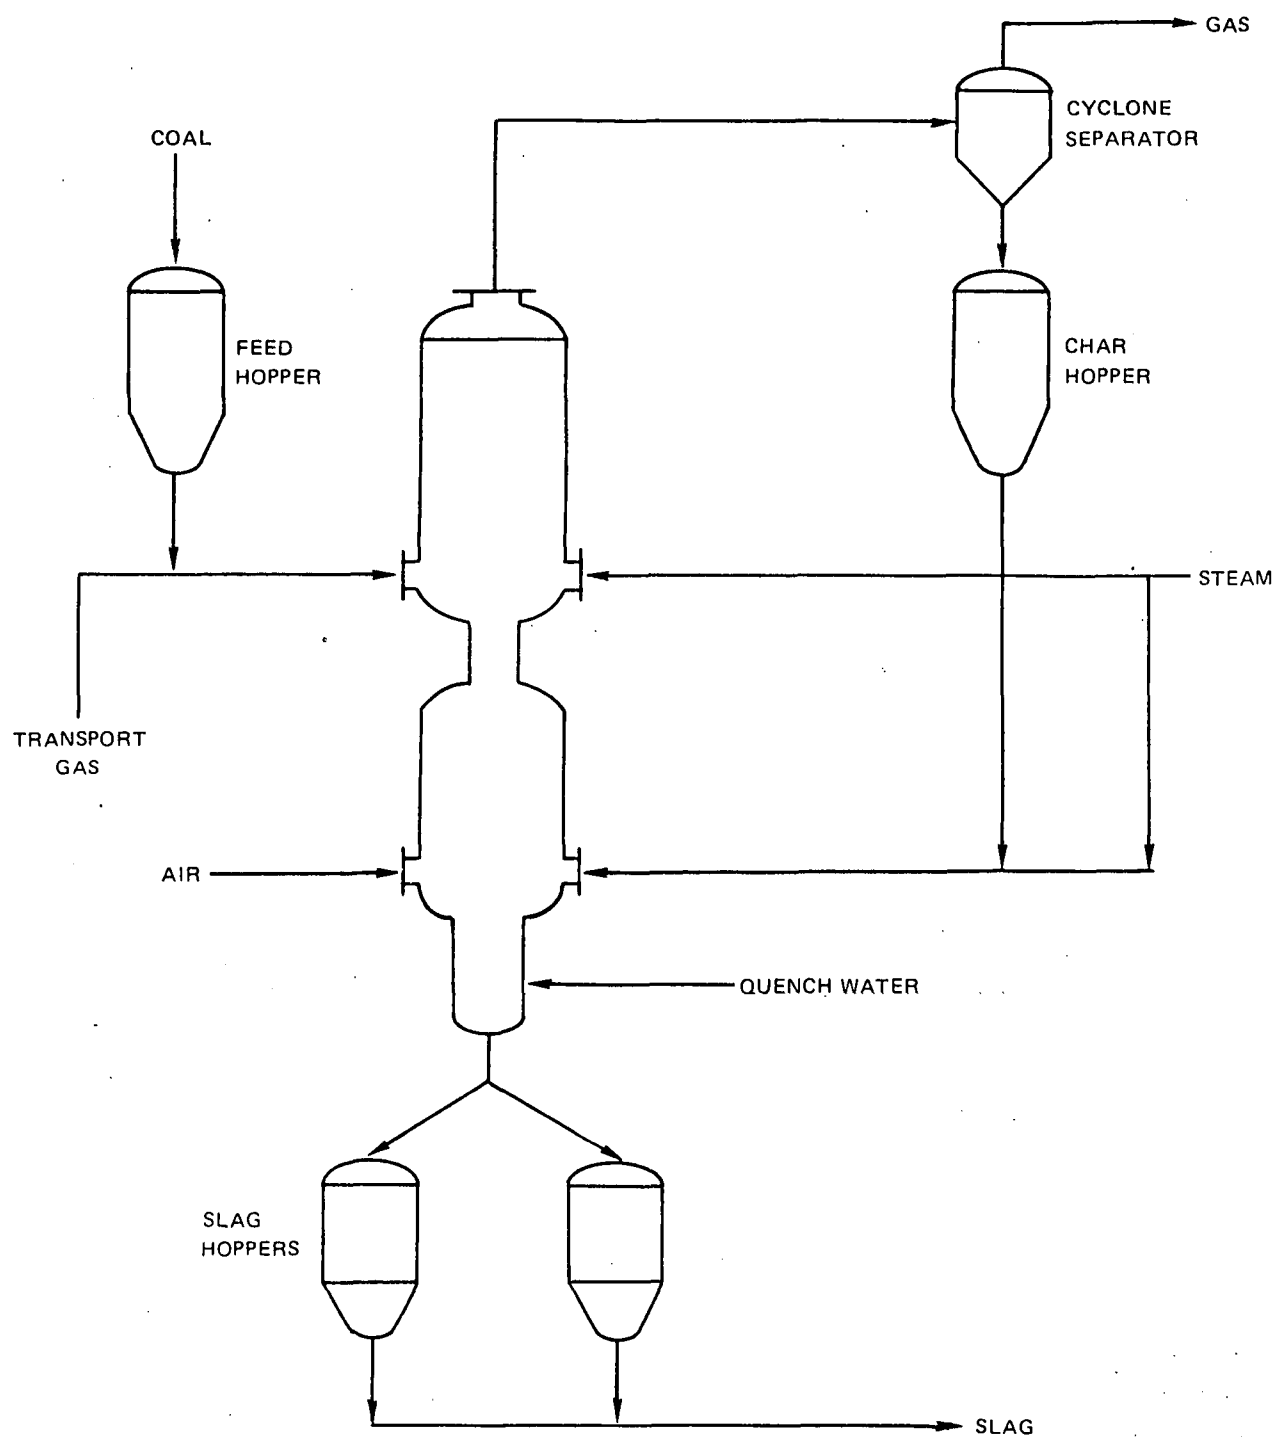 GAS
CYCLONE
SEPARATOR
COAL
FEED
HOPPER
CHAR
HOPPER
STEAM
TRANSPORT
GAS
AIR
QUENCH WATER
SLAG
HOPPERS
SLAG